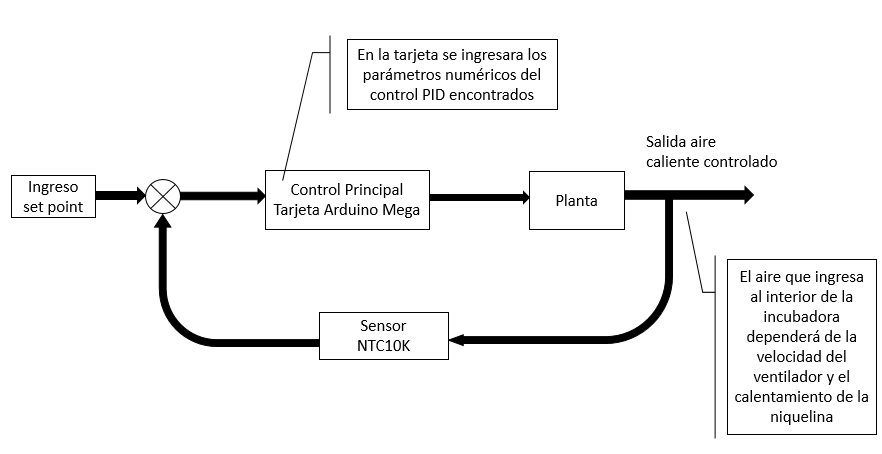 En la tarjeta se ingresara los
parámetros numéricos del
control PID encontrados
Salida aire
caliente controlado
Ingreso
set point
Control Principal
Tarjeta Arduino Mega
Planta
Sensor
NTC10K
El aire que ingresa
al interior de la
incubadora
dependerá de la
velocidad del
ventilador y el
calentamiento de la
niquelina